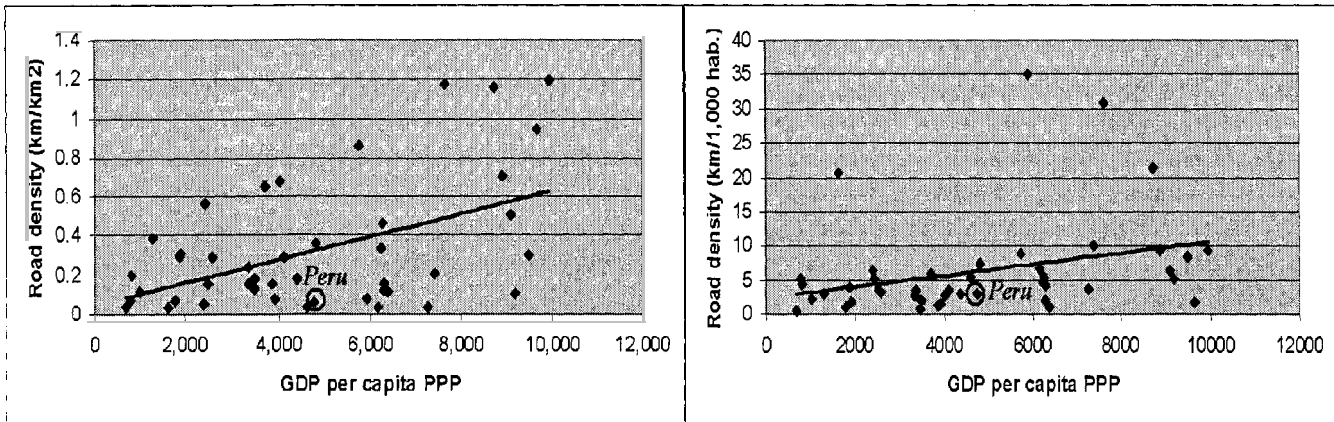 Road density (km/km2)
1.4
1.2
1
0.8
0.6
0.4
0.2
0
Peru
0 2,000 4,000 6,000 8,000 10,000 12,000
GDP per capita PPP
Road density (km/1,000 hab.)
40
35
30
25
20
15
10
5
0
Peru
0 2000 4000 6000 8000 10000 12000
GDP per capita PPP